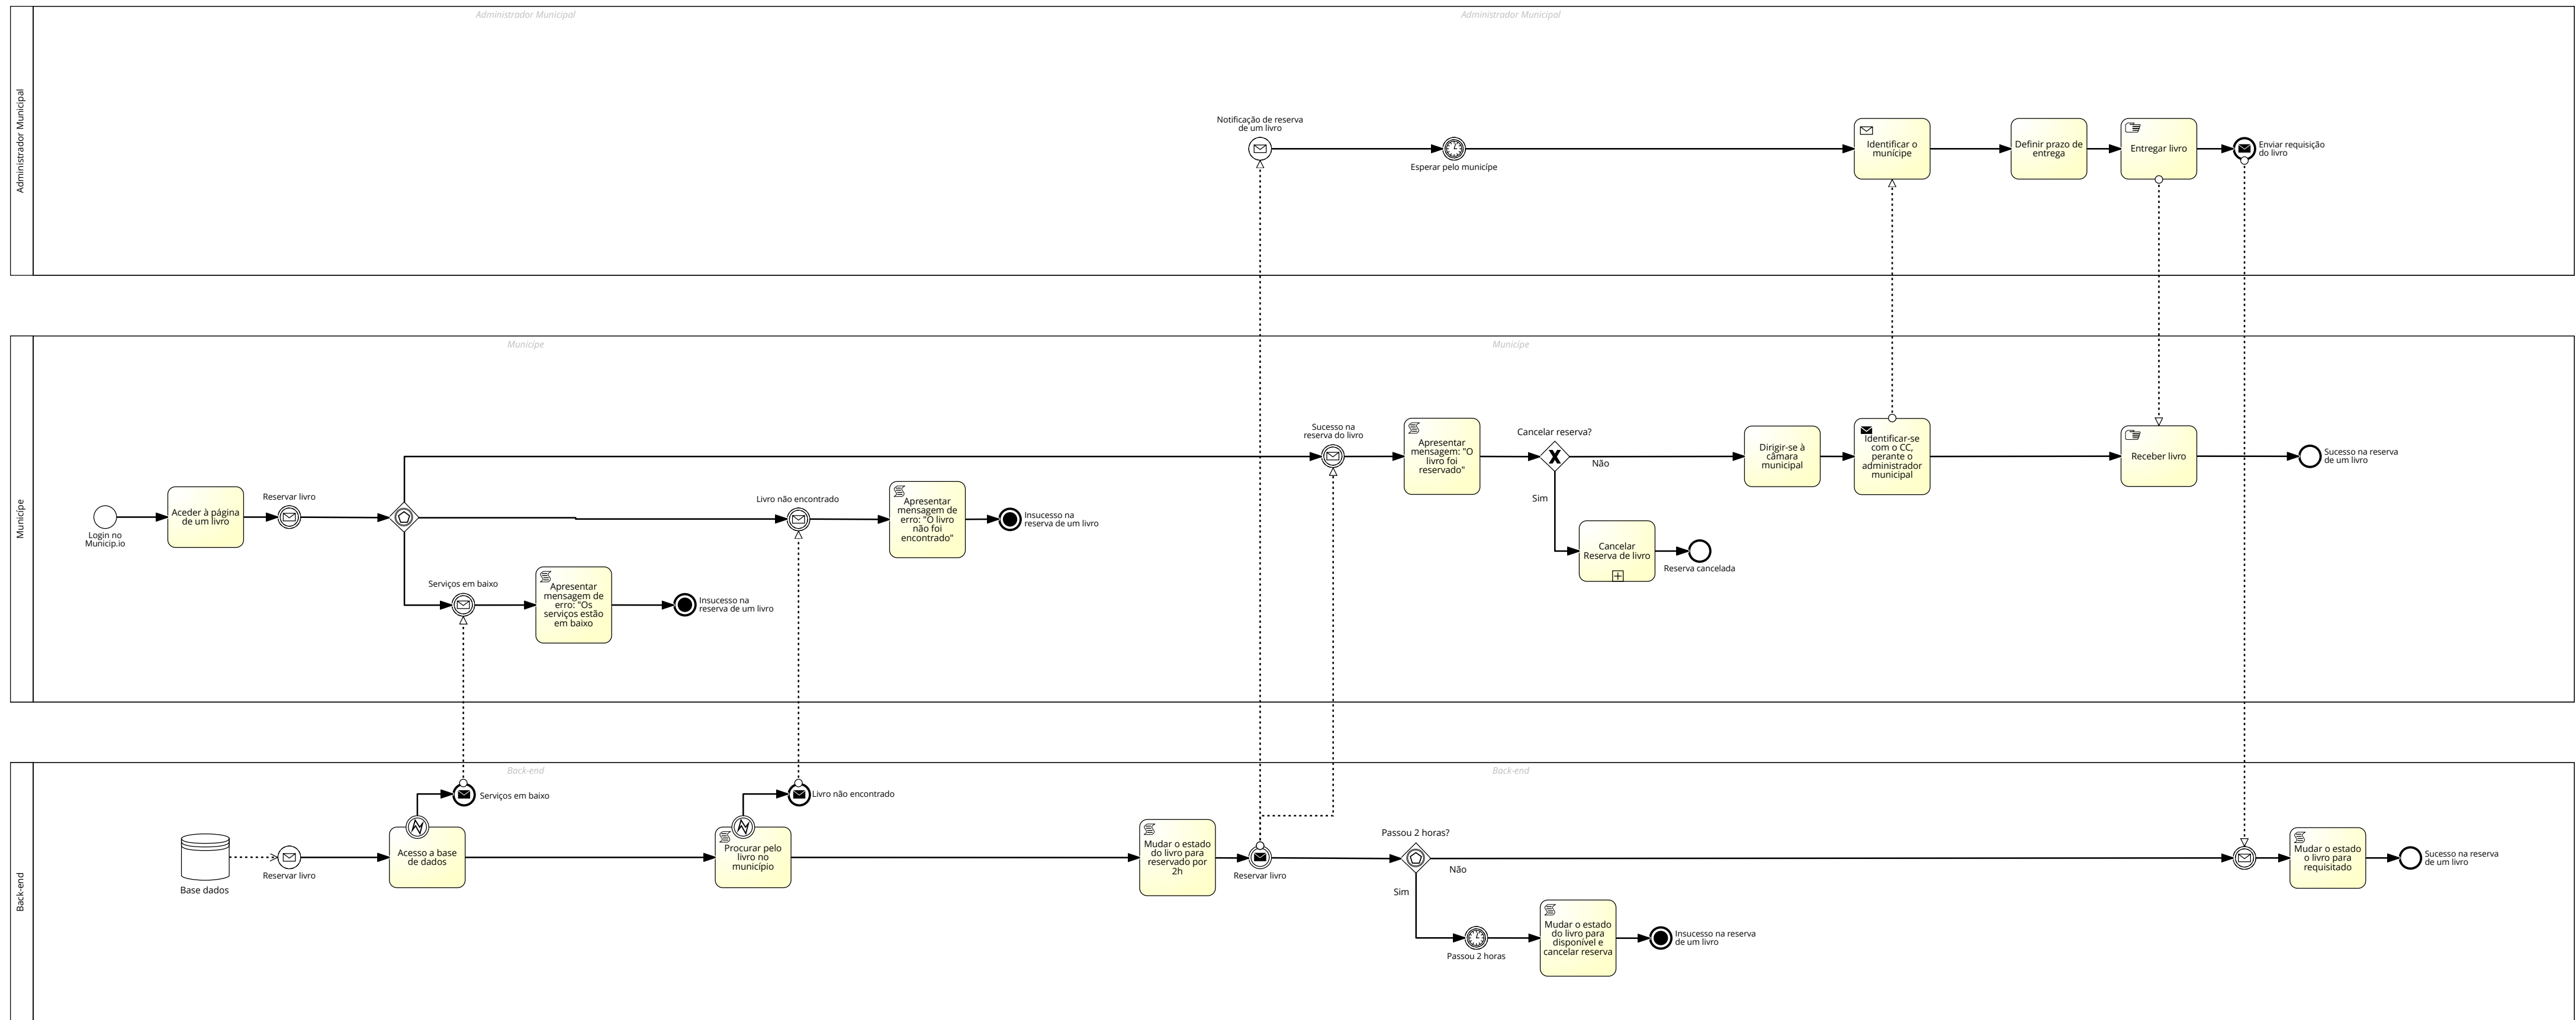 Administrador Municipal
Administrador Municipal
Administrador Municipal
Notificação de reserva
de um livro
Esperar pelo munícípe
Identificar o
munícipe
Definir prazo de
entrega
Entregar livro
Enviar requisição
do livro
Munícípe
Munícípe
Munícípe
Login no
Municip.io
Aceder à página
de um livro
Reservar livro
Serviços em baixo
Apresentar
mensagem de
erro: "Os
serviços estão
em baixo
Insucesso na
reserva de um livro
Livro não encontrado
Apresentar
mensagem de
erro: "O livro
não foi
encontrado"
Insucesso na
reserva de um livro
Sucesso na
reserva do livro
Apresentar
mensagem: "O
livro foi
reservado"
Cancelar reserva?
Não
Sim
Cancelar
Reserva de livro
Reserva cancelada
Dirigir-se à
câmara
municipal
Identificar-se
com o CC,
perante o
administrador
municipal
Receber livro
Sucesso na reserva
de um livro
Back-end
Back-end
Back-end
Base dados
Reservar livro
Acesso a base
de dados
Serviços em baixo
Procurar pelo
livro no
município
Livro não encontrado
Mudar o estado
do livro para
reservado por
2h
Reservar livro
Passou 2 horas?
Não
Sim
Passou 2 horas
Mudar o estado
do livro para
disponível e
cancelar reserva
Insucesso na reserva
de um livro
Mudar o estado
o livro para
requisitado
Sucesso na reserva
de um livro